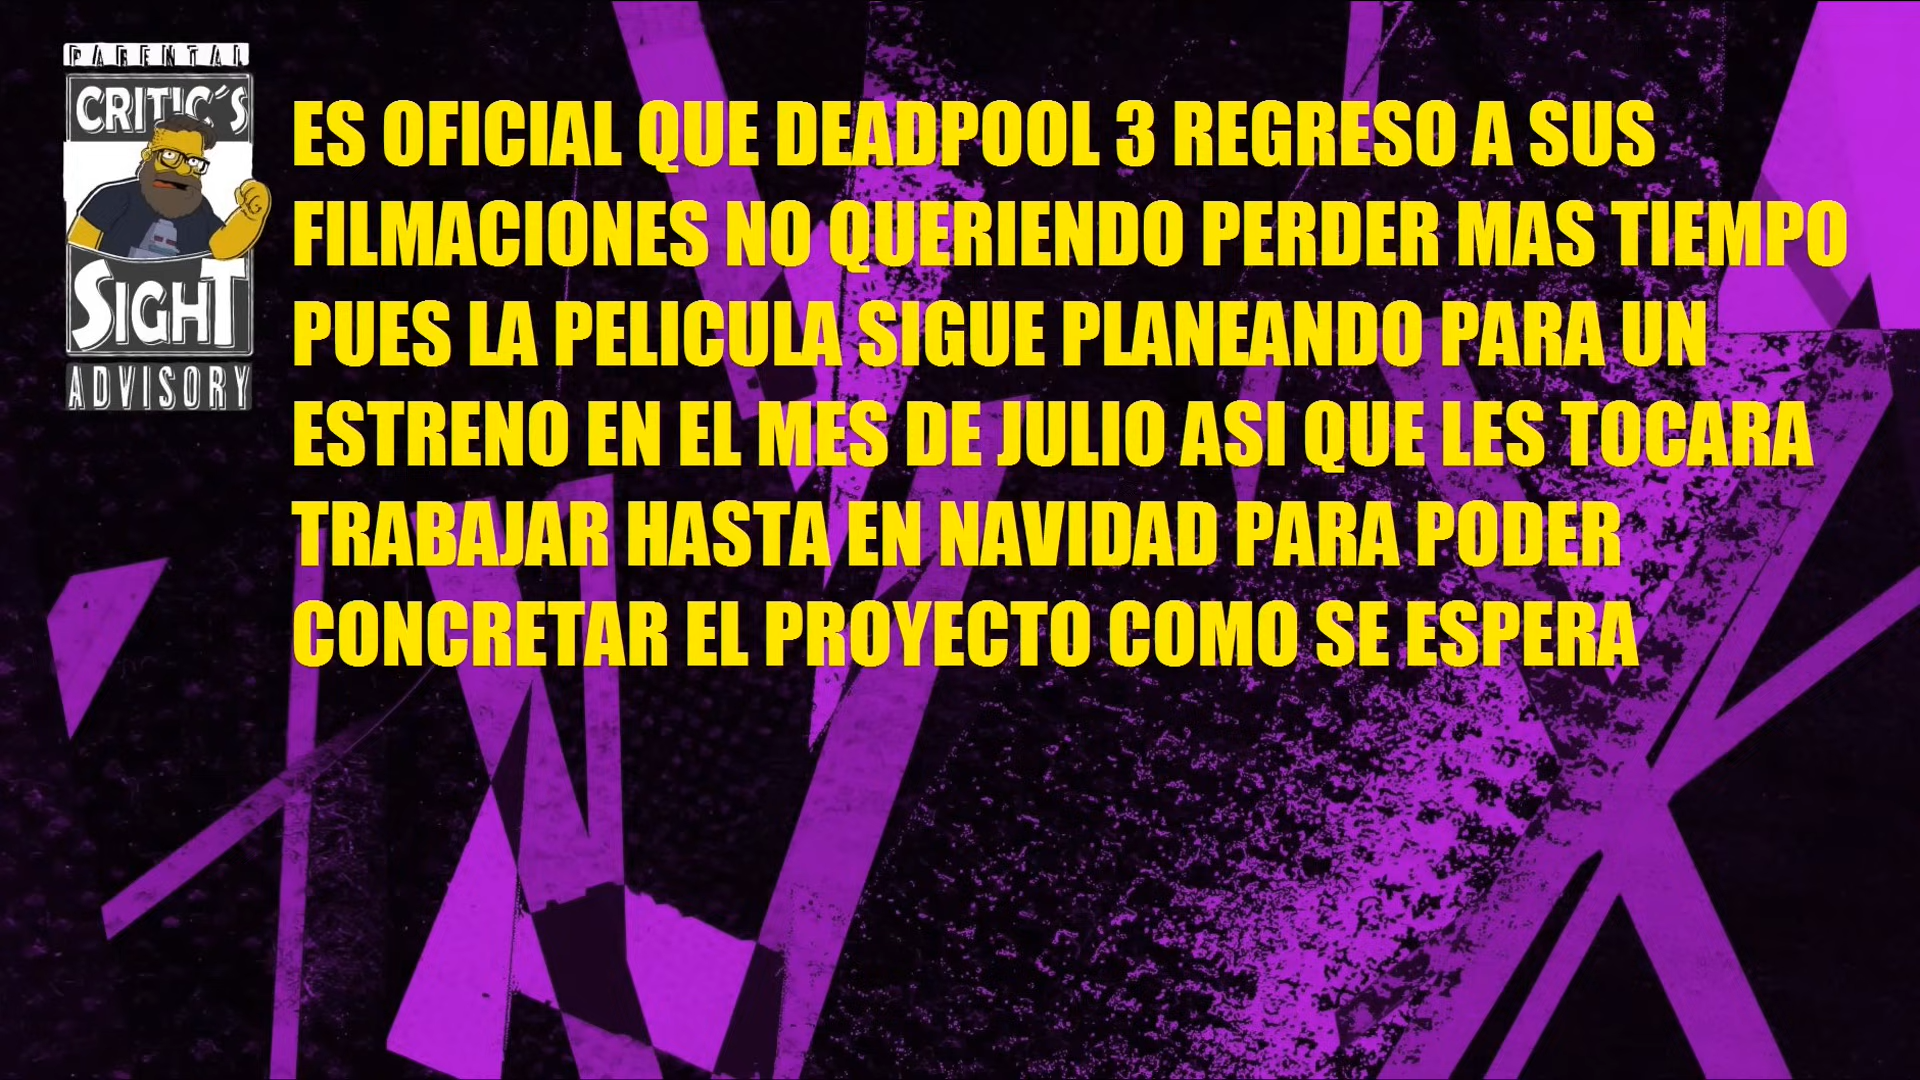 PARENTAL
CRITIC´S
SIGHT
ADVISORY
ES OFICIAL QUE DEADPOOL 3 REGRESO A SUS
FILMACIONES NO QUERIENDO PERDER MAS TIEMPO
PUES LA PELICULA SIGUE PLANEANDO PARA UN
ESTRENO EN EL MES DE JULIO ASI QUE LES TOCARA
TRABAJAR HASTA EN NAVIDAD PARA PODER
CONCRETAR EL PROYECTO COMO SE ESPERA